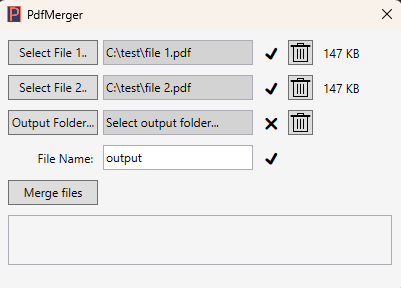 PdfMerger
Select File 1.. C:\test\file 1.pdf 147 KB
Select File 2.. C:\test\file 2.pdf 147 KB
Output Folder... Select output folder...
File Name: output
Merge files